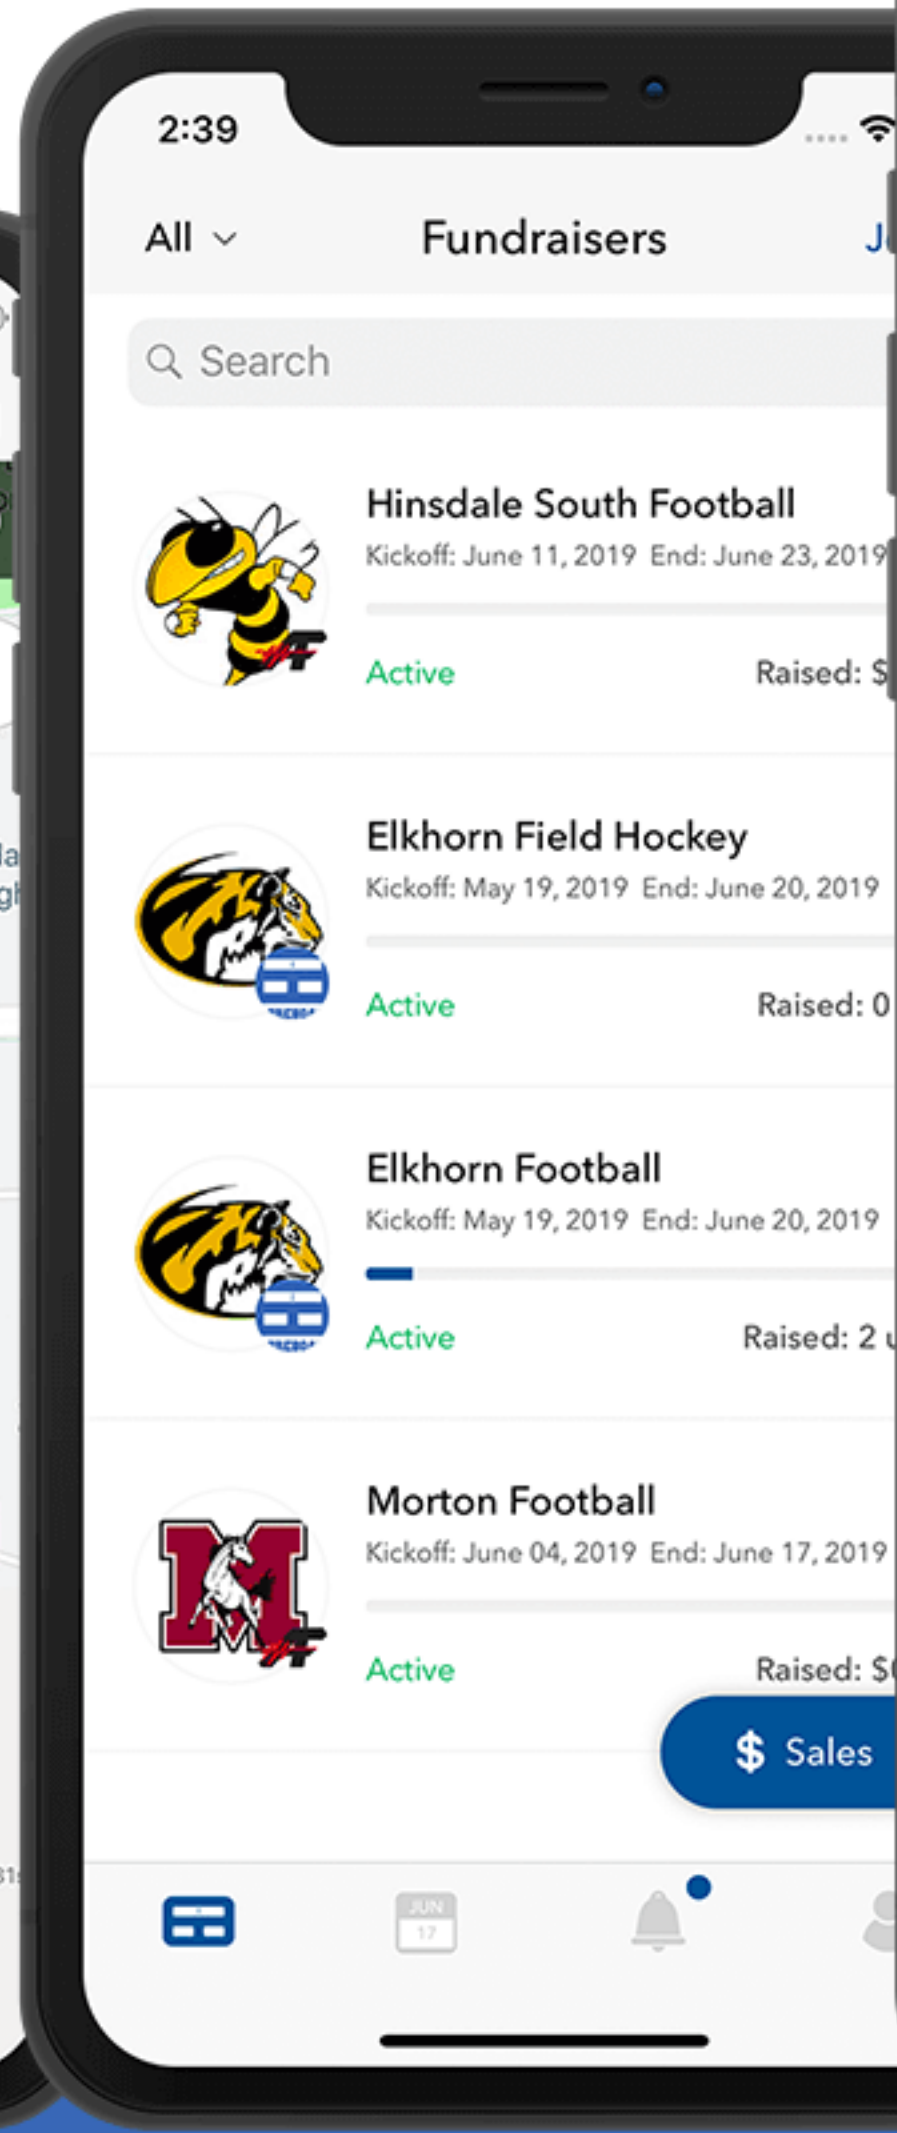 2:39
All
Fundraisers
Search
Hinsdale South Football
Kickoff: June 11, 2019 End: June 23, 2019
Active
Raised: $
Elkhorn Field Hockey
Kickoff: May 19, 2019 End: June 20, 2019
Active
Raised: 0
Elkhorn Football
Kickoff: May 19, 2019 End: June 20, 2019
Active
Raised: 2 u
M
Morton Football
Kickoff: June 04, 2019 End: June 17, 2019
Active
Raised: $0
$ Sales
JUN
17